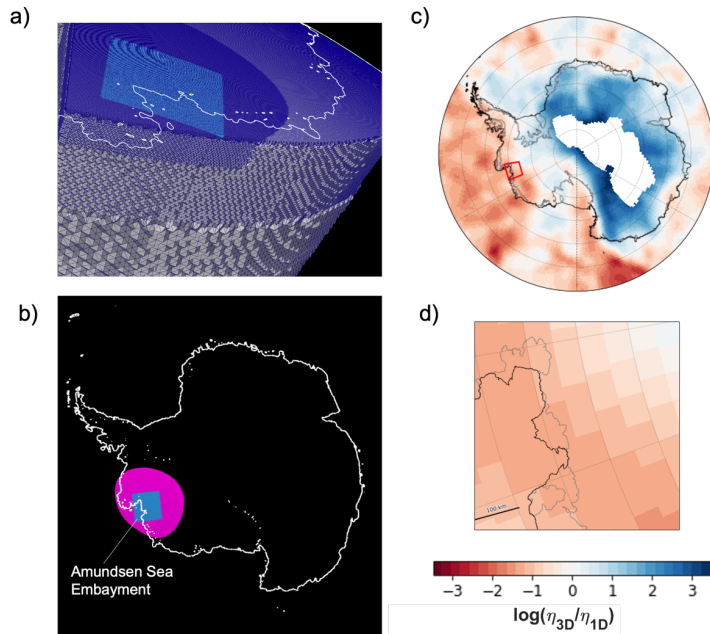 a)
c)
b)
d)
Amundsen Sea
Embayment
100 km
−3 −2 −1 0 1 2 3
log(η3D/η1D)